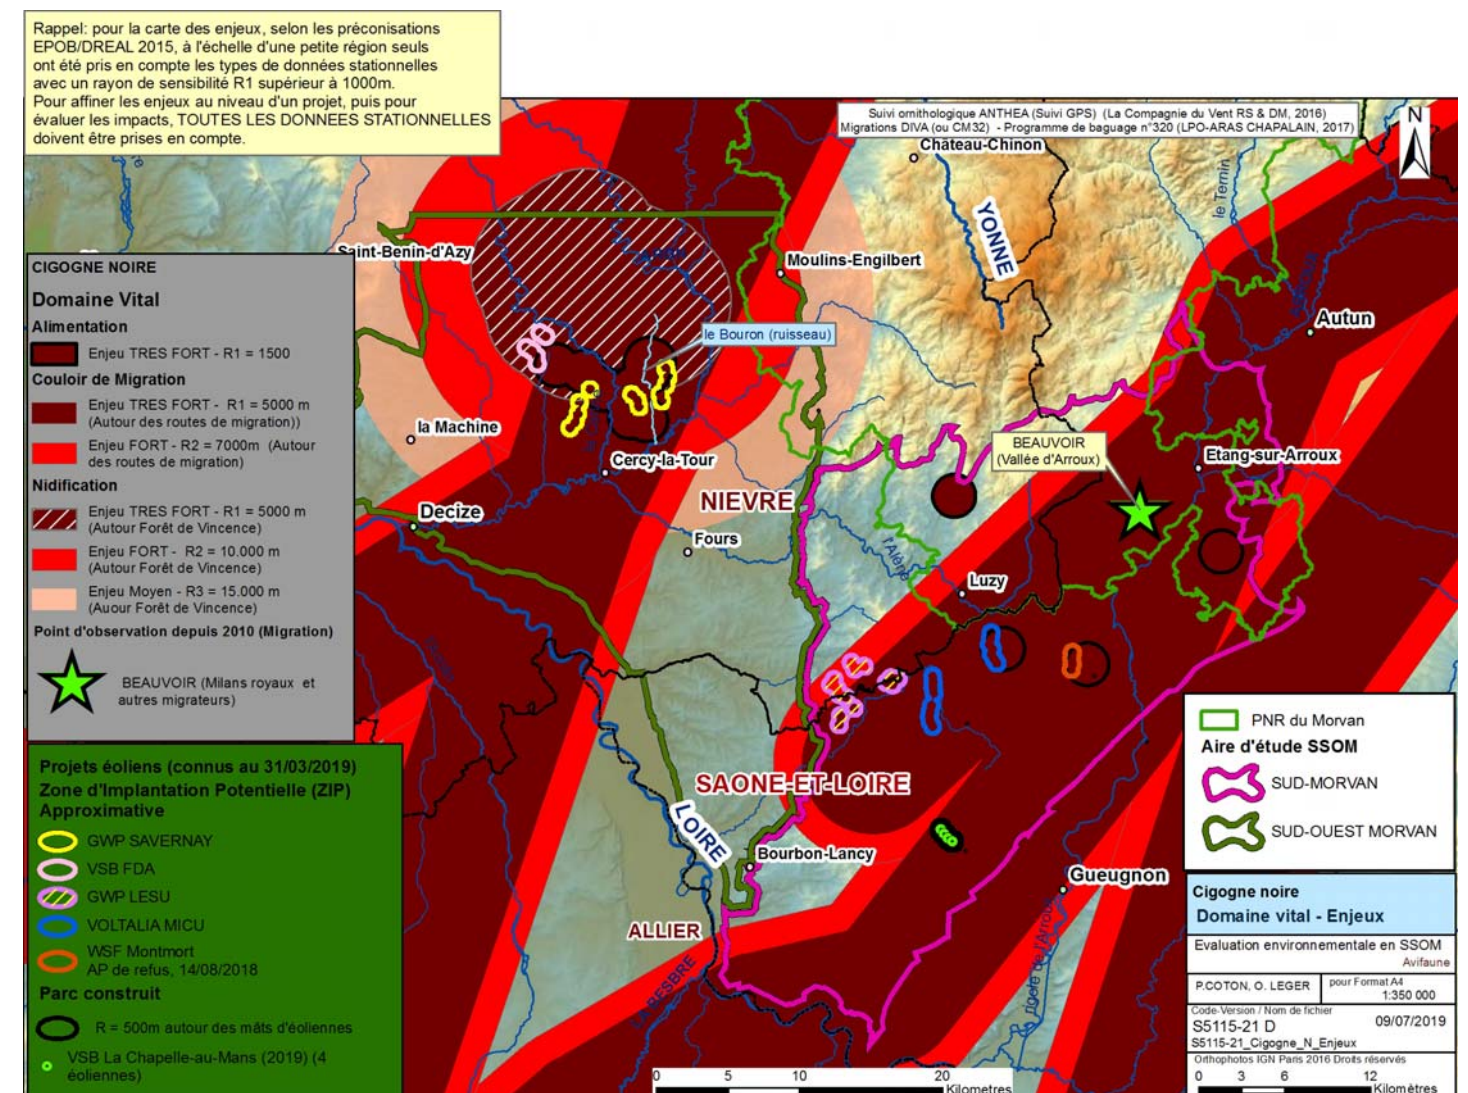 Rappel: pour la carte des enjeux, selon les préconisations
EPOB/DREAL 2015, à l'échelle d'une petite région seuls
ont été pris en compte les types de données stationnelles
avec un rayon de sensibilité R1 supérieur à 1000m.
Pour affiner les enjeux au niveau d'un projet, puis pour
évaluer les impacts, TOUTES LES DONNEES STATIONNELLES
doivent être prises en compte.
Suivi ornithologique ANTHEA (Suivi GPS) (La Compagnie du Vent RS & DM, 2016)
Migrations DIVA (ou CM32) - Programme de baguage n°320 (LPO-ARAS CHAPALAIN, 2017)
N
Château-Chinon
le Ternin
YONNE
Saint-Benin-d'Azy
Moulins-Engilbert
Autun
le Bouron (ruisseau)
la Machine
Cercy-la-Tour
BEAUVOIR
(Vallée d'Arroux)
Etang-sur-Arroux
NIEVRE
Decize
Fours
l'Alène
Luzy
SAONE-ET-LOIRE
LOIRE
Bourbon-Lancy
Gueugnon
ALLIER
LA BESBRE
Rigole de l'Arroux
CIGOGNE NOIRE
Domaine Vital
Alimentation
Enjeu TRES FORT - R1 = 1500
Couloir de Migration
Enjeu TRES FORT - R1 = 5000 m
(Autour des routes de migration))
Enjeu FORT - R2 = 7000m (Autour
des routes de migration)
Nidification
Enjeu TRES FORT - R1 = 5000 m
(Autour Forêt de Vincence)
Enjeu FORT - R2 = 10.000 m
(Autour Forêt de Vincence)
Enjeu Moyen - R3 = 15.000 m
(Auour Forêt de Vincence)
Point d'observation depuis 2010 (Migration)
BEAUVOIR (Milans royaux et
autres migrateurs)
Projets éoliens (connus au 31/03/2019)
Zone d'Implantation Potentielle (ZIP)
Approximative
GWP SAVERNAY
VSB FDA
GWP LESU
VOLTALIA MICU
WSF Montmort
AP de refus, 14/08/2018
Parc construit
R = 500m autour des mâts d'éoliennes
VSB La Chapelle-au-Mans (2019) (4
éoliennes)
0 5 10 20
Kilometres
PNR du Morvan
Aire d'étude SSOM
SUD-MORVAN
SUD-OUEST MORVAN
Cigogne noire
Domaine vital - Enjeux
Evaluation environnementale en SSOM
Avifaune
P.COTON, O. LEGER
pour Format A4
1:350 000
Code-Version / Nom de fichier
S5115-21 D
09/07/2019
S5115-21_Cigogne_N_Enjeux
Orthophotos IGN Paris 2016 Droits réservés
0 3 6 12
Kilomètres